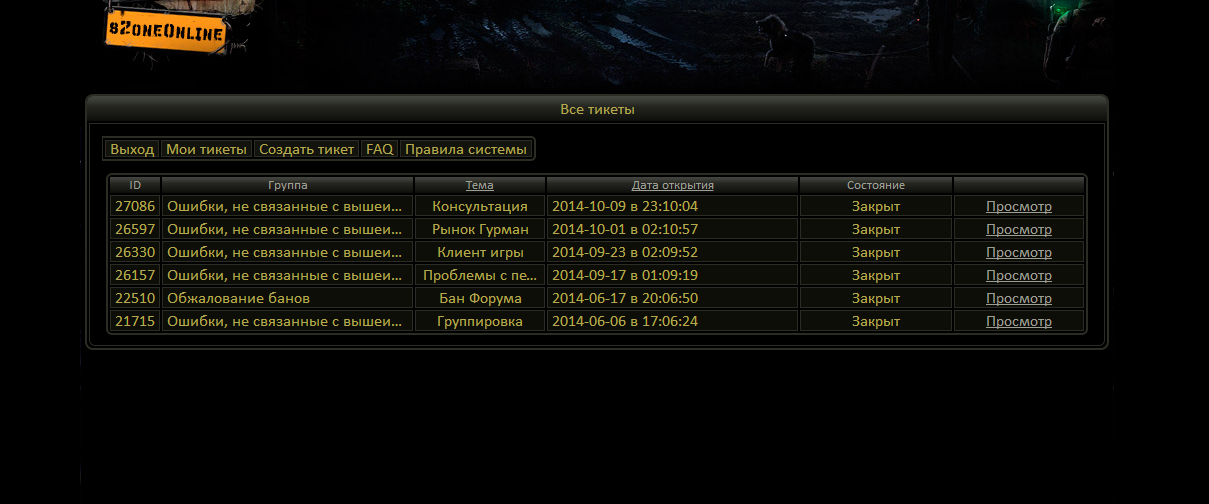 sZoneOnline
Все тикеты
Выход Мои тикеты Создать тикет FAQ Правила системы
ID Группа Тема Дата открытия Состояние
27086 Ошибки, не связанные с вышеи... Консультация 2014-10-09 в 23:10:04 Закрыт Просмотр
26597 Ошибки, не связанные с вышеи... Рынок Гурман 2014-10-01 в 02:10:57 Закрыт Просмотр
26330 Ошибки, не связанные с вышеи... Клиент игры 2014-09-23 в 02:09:52 Закрыт Просмотр
26157 Ошибки, не связанные с вышеи... Проблемы с пе... 2014-09-17 в 01:09:19 Закрыт Просмотр
22510 Обжалование банов Бан Форума 2014-06-17 в 20:06:50 Закрыт Просмотр
21715 Ошибки, не связанные с вышеи... Группировка 2014-06-06 в 17:06:24 Закрыт Просмотр